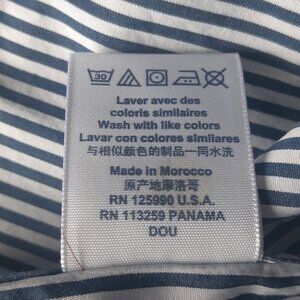 30
Laver avec des
coloris similaires
Wash with like colors
Lavar con colores similares
与相似颜色的制品一同水洗
Made in Morocco
原产地摩洛哥
RN 125990 U.S.A.
RN 113259 PANAMA
DOU